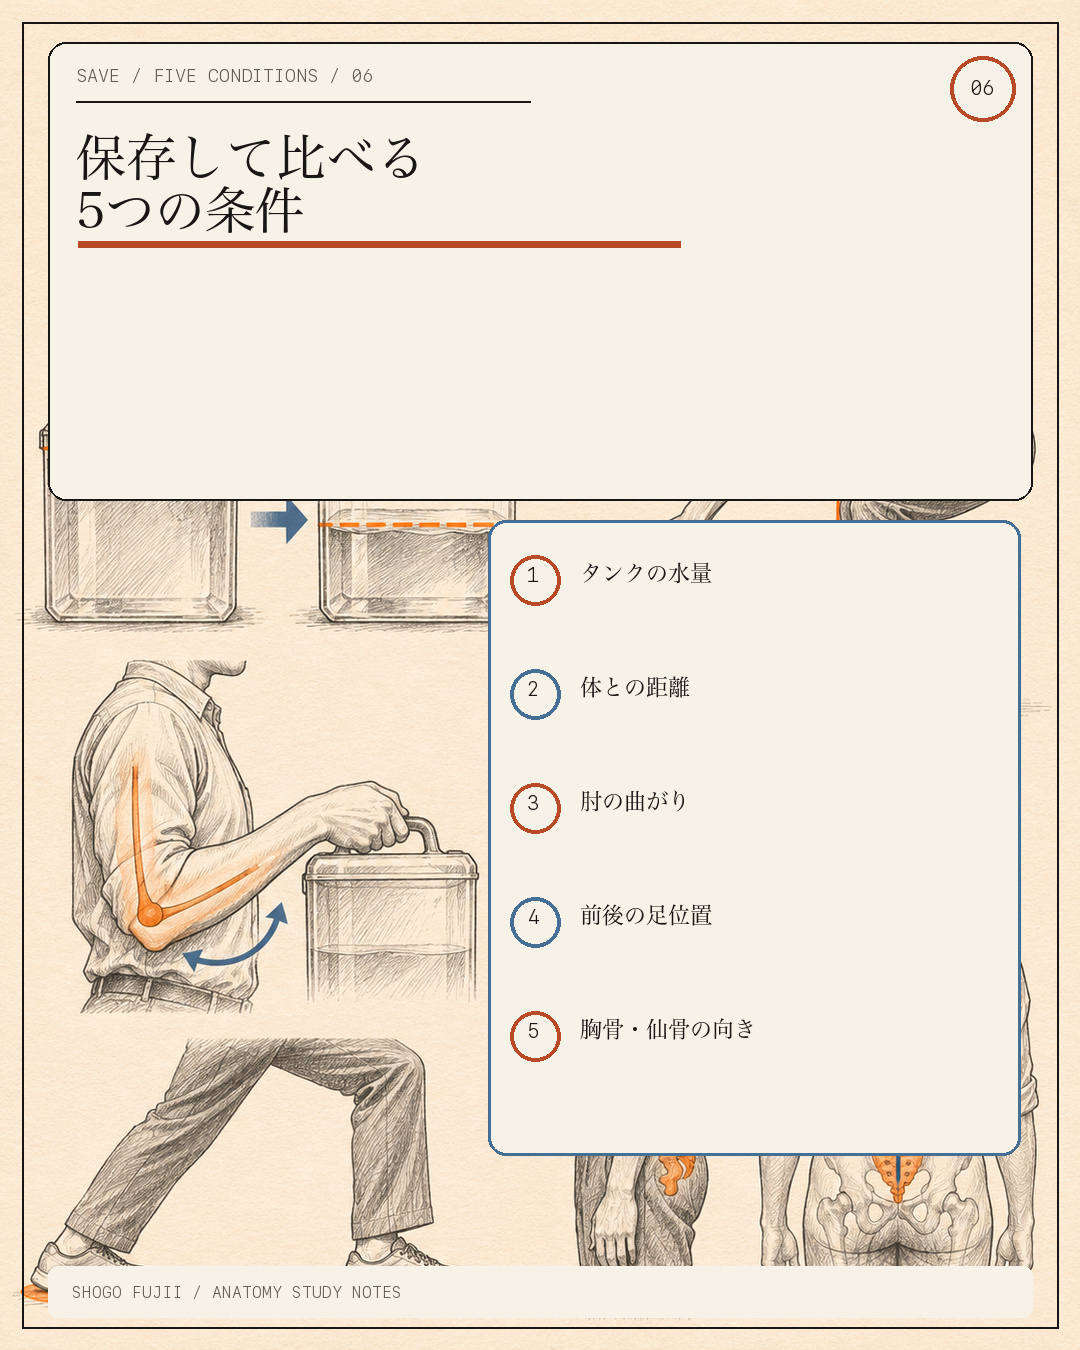 SAVE / FIVE CONDITIONS / 06
06
保存して比べる
5つの条件
1 タンクの水量
2 体との距離
3 肘の曲がり
4 前後の足位置
5 胸骨・仙骨の向き
SHOGO FUJII / ANATOMY STUDY NOTES